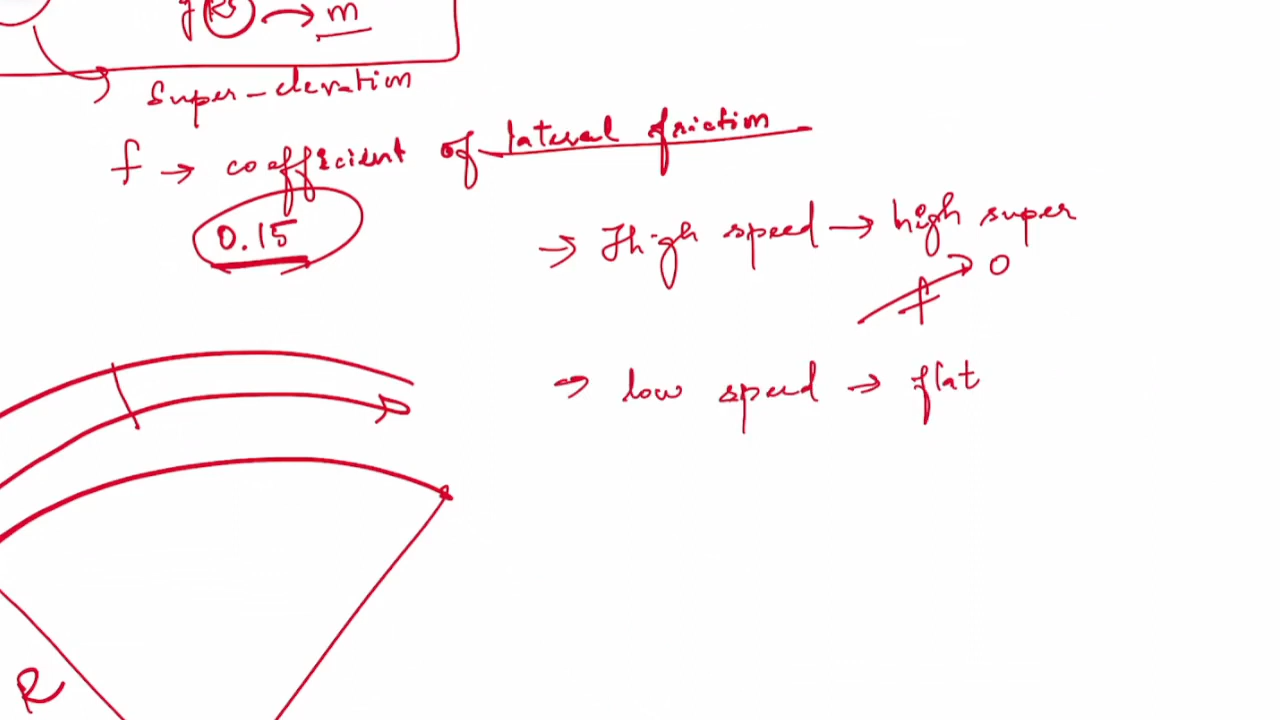 → m
Super-elevation
f → coefficient of lateral friction
0.15
→ High speed → high super
f → 0
→ low speed → flat
R